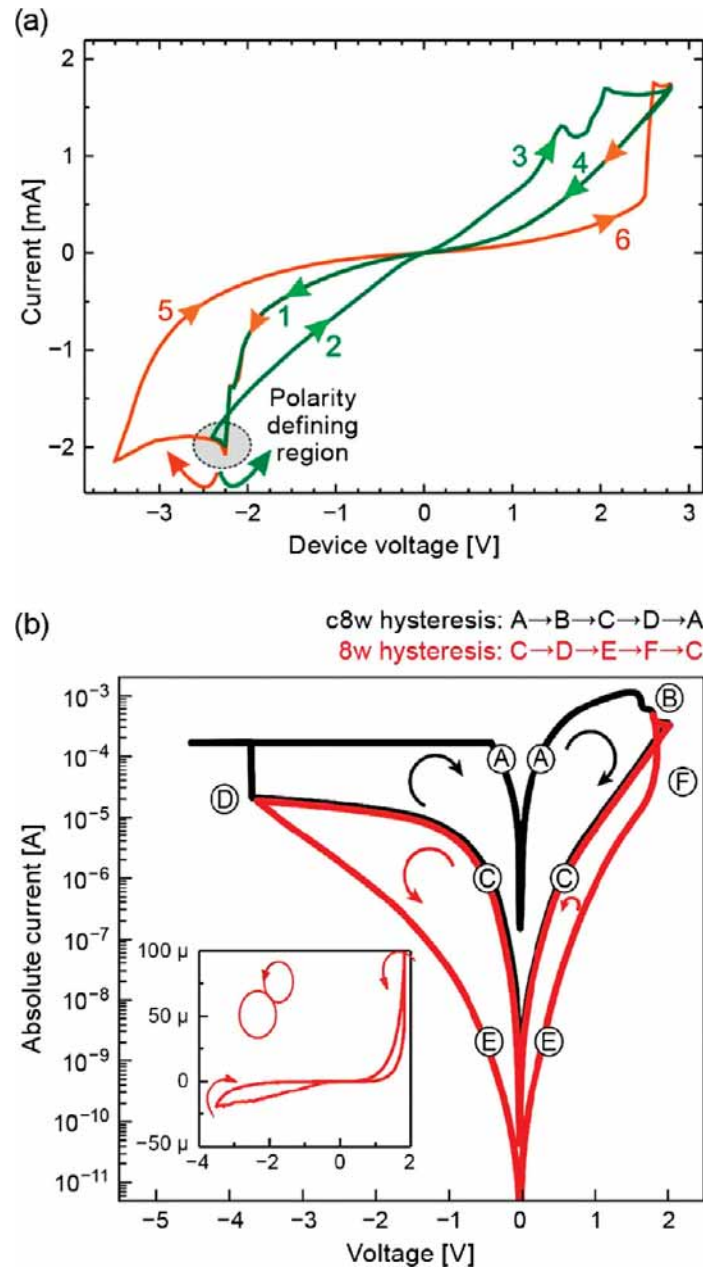 (a)
2
1
0
−1
−2
Current [mA]
3
4
6
5
1
2
Polarity
defining
region
−3 −2 −1 0 1 2 3
Device voltage [V]
(b)
c8w hysteresis: A→B→C→D→A
8w hysteresis: C→D→E→F→C
10⁻³
10⁻⁴
10⁻⁵
10⁻⁶
10⁻⁷
10⁻⁸
10⁻⁹
10⁻¹⁰
10⁻¹¹
Absolute current [A]
B
A A
F
D
C C
E E
100 μ
50 μ
0
−50 μ
−4 −2 0 2
−5 −4 −3 −2 −1 0 1 2
Voltage [V]